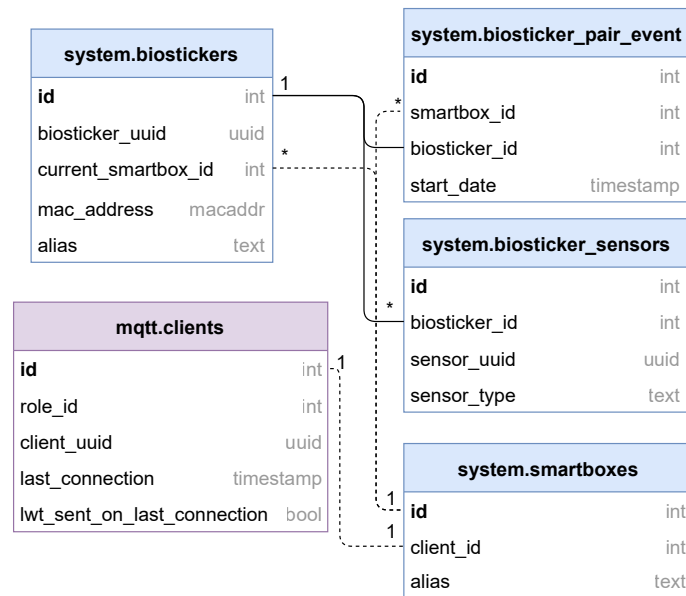 system.biostickers
id int
biosticker_uuid uuid
current_smartbox_id int
mac_address macaddr
alias text
1
*
system.biosticker_pair_event
id int
* smartbox_id int
biosticker_id int
start_date timestamp
system.biosticker_sensors
id int
* biosticker_id int
sensor_uuid uuid
sensor_type text
mqtt.clients
id int
role_id int
client_uuid uuid
last_connection timestamp
lwt_sent_on_last_connection bool
1
system.smartboxes
1 id int
1 client_id int
alias text